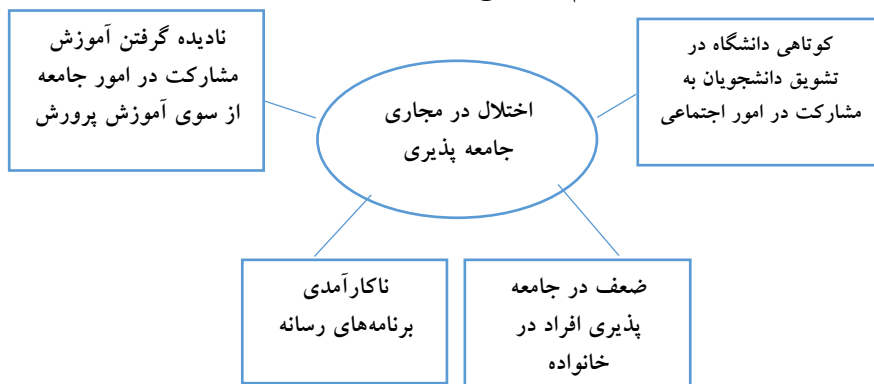 کوتاهی دانشگاه در
تشویق دانشجویان به
مشارکت در امور اجتماعی
نادیده گرفتن آموزش
مشارکت در امور جامعه
از سوی آموزش پرورش
اختلال در مجاری
جامعه پذیری
ضعف در جامعه
پذیری افراد در
خانواده
ناکارآمدی
برنامه‌های رسانه